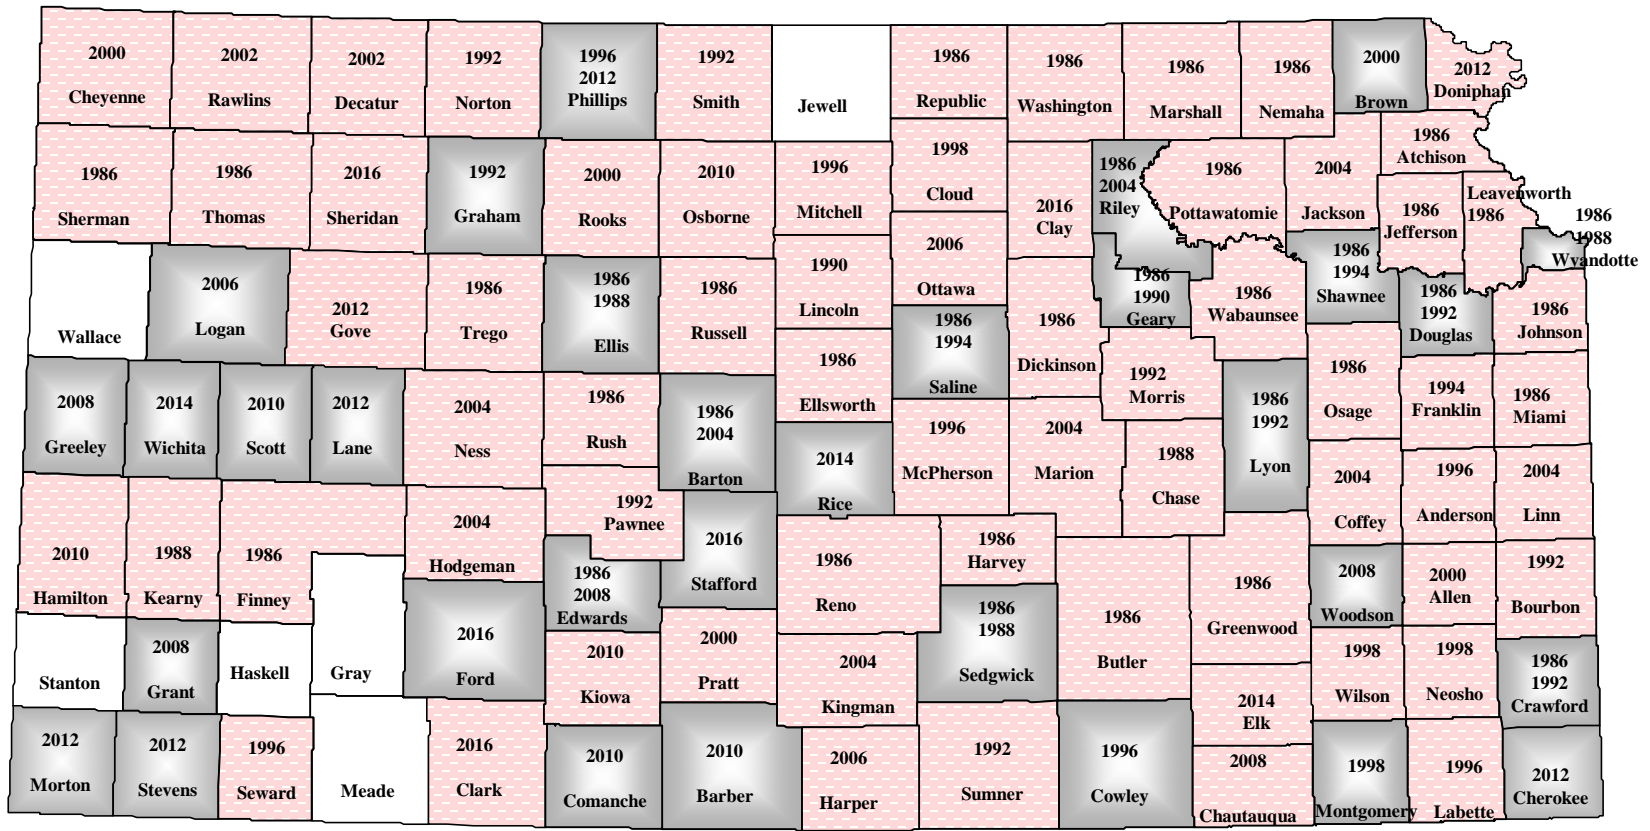 2000
Cheyenne
2002
Rawlins
2002
Decatur
1992
Norton
1996
2012
Phillips
1992
Smith
Jewell
1986
Republic
1986
Washington
1986
Marshall
1986
Nemaha
2000
Brown
2012
Doniphan
1986
Sherman
1986
Thomas
2016
Sheridan
1992
Graham
2000
Rooks
2010
Osborne
1996
Mitchell
1998
Cloud
2016
Clay
1986
2004
Riley
1986
Pottawatomie
2004
Jackson
1986
Atchison
1986
Jefferson
Leavenworth
1986
1986
1988
Wyandotte
Wallace
2006
Logan
2012
Gove
1986
Trego
1986
1988
Ellis
1986
Russell
1990
Lincoln
2006
Ottawa
1986
1994
Saline
1986
Dickinson
1986
1990
Geary
1986
Wabaunsee
1986
1994
Shawnee
1986
1992
Douglas
1986
Johnson
2008
Greeley
2014
Wichita
2010
Scott
2012
Lane
2004
Ness
1986
Rush
1986
2004
Barton
1986
Ellsworth
2014
Rice
1996
McPherson
2004
Marion
1992
Morris
1988
Chase
1986
1992
Lyon
1986
Osage
1994
Franklin
1986
Miami
2010
Hamilton
1988
Kearny
1986
Finney
2004
Hodgeman
1992
Pawnee
1986
2008
Edwards
2016
Stafford
1986
Reno
1986
Harvey
1986
1988
Sedgwick
1986
Butler
1986
Greenwood
2004
Coffey
1996
Anderson
2004
Linn
2008
Woodson
2000
Allen
1992
Bourbon
Stanton
2008
Grant
Haskell
Gray
2016
Ford
2010
Kiowa
2000
Pratt
2004
Kingman
2014
Elk
1998
Wilson
1998
Neosho
1986
1992
Crawford
2012
Morton
2012
Stevens
1996
Seward
Meade
2016
Clark
2010
Comanche
2010
Barber
2006
Harper
1992
Sumner
1996
Cowley
2008
Chautauqua
1998
Montgomery
1996
Labette
2012
Cherokee